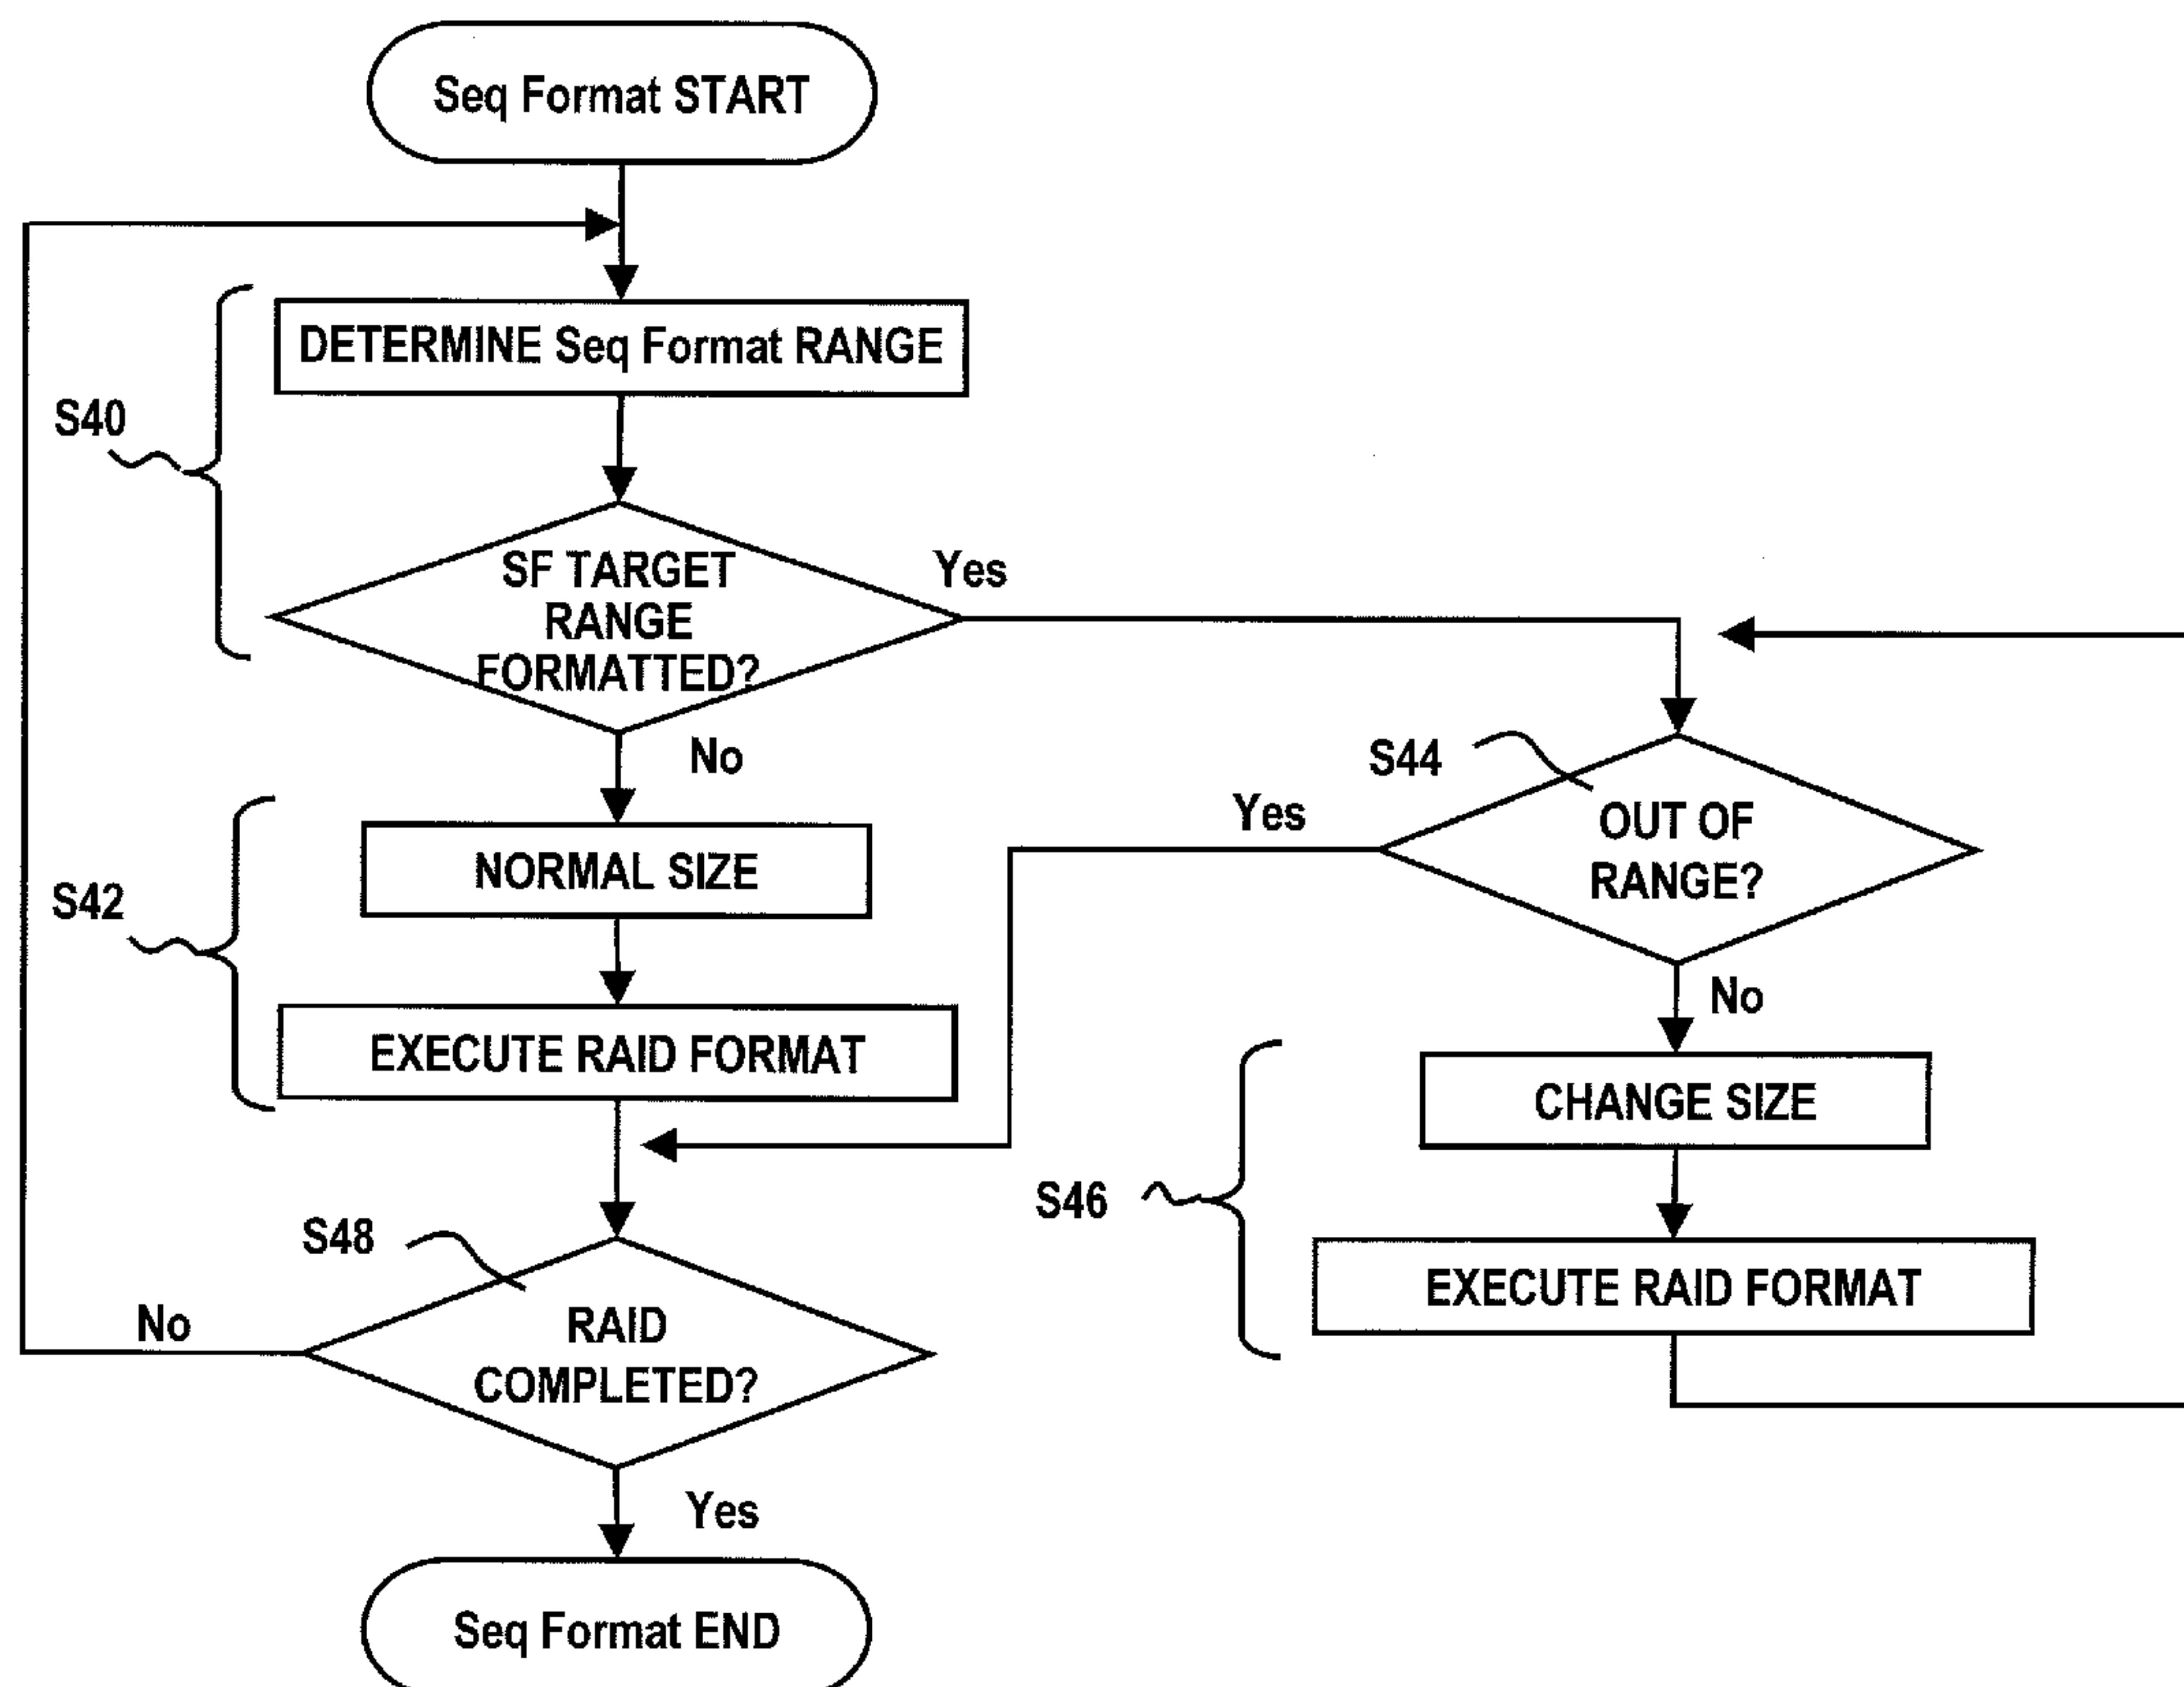 Seq Format START
DETERMINE Seq Format RANGE
S40
SF TARGET
RANGE
FORMATTED?
Yes
No
S44
OUT OF
RANGE?
Yes
No
S42
NORMAL SIZE
EXECUTE RAID FORMAT
CHANGE SIZE
S46
EXECUTE RAID FORMAT
S48
RAID
COMPLETED?
No
Yes
Seq Format END